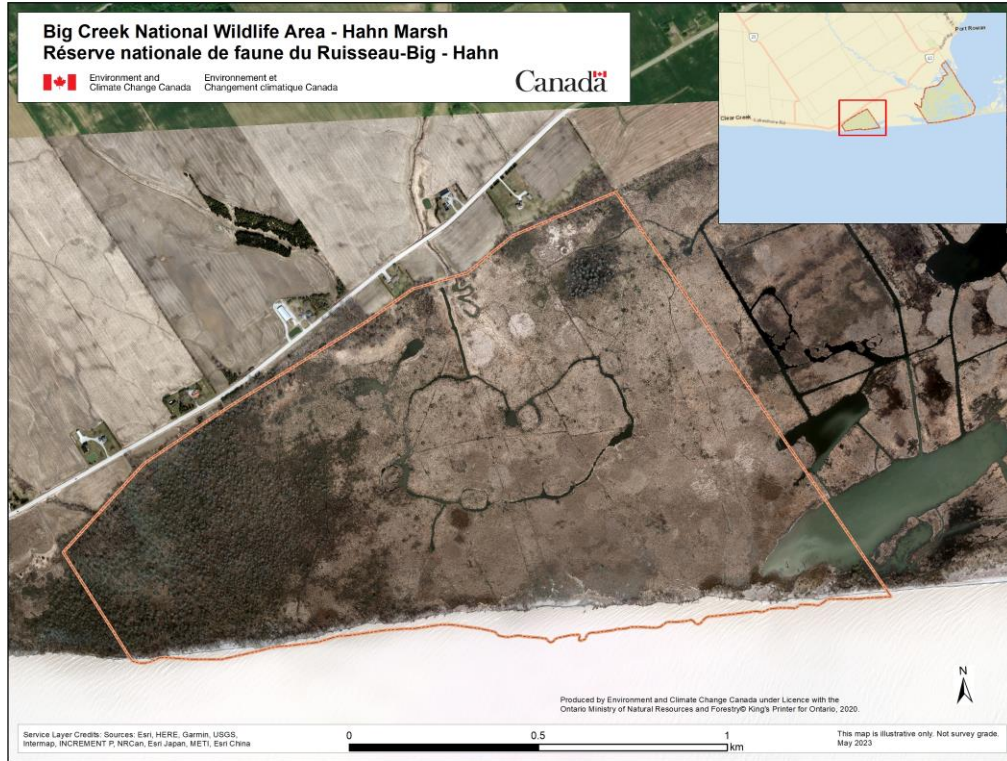 Big Creek National Wildlife Area - Hahn Marsh
Réserve nationale de faune du Ruisseau-Big - Hahn
Environment and
Climate Change Canada
Environnement et
Changement climatique Canada
Canada
Port Rowan
Clear Creek
Lakeshore Rd
N
Produced by Environment and Climate Change Canada under Licence with the
Ontario Ministry of Natural Resources and Forestry© King's Printer for Ontario, 2020.
Service Layer Credits: Sources: Esri, HERE, Garmin, USGS,
Intermap, INCREMENT P, NRCan, Esri Japan, METI, Esri China
0 0.5 1
km
This map is illustrative only. Not survey grade.
May 2023